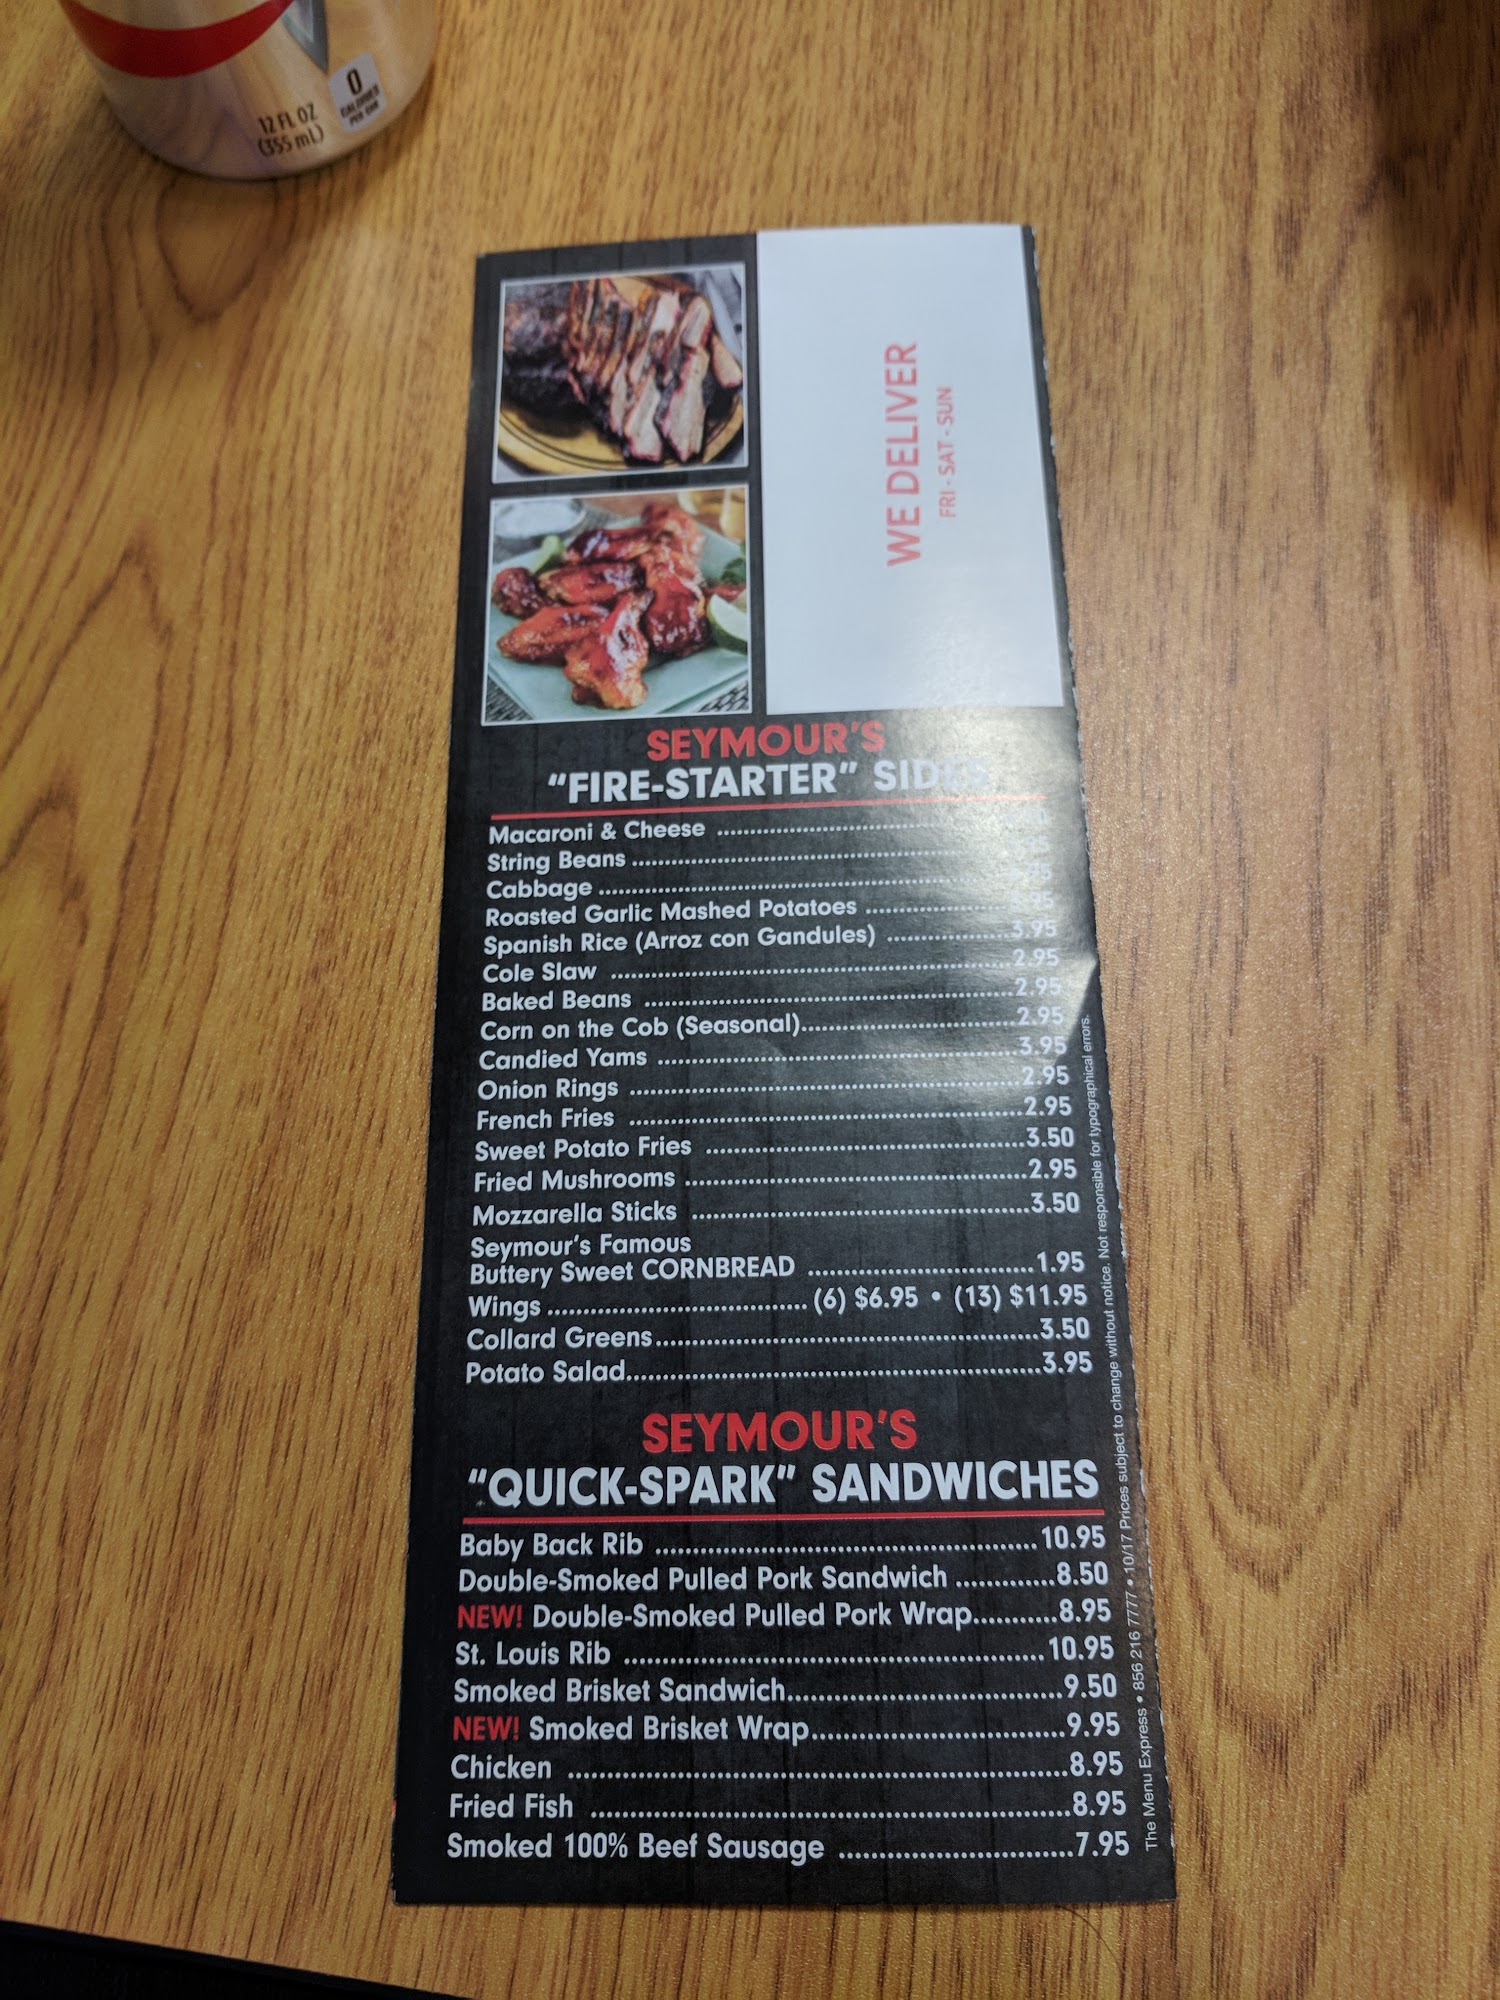 0
CALORIES
PER CAN
12 FL OZ
(355 mL)
WE DELIVER
FRI - SAT - SUN
SEYMOUR'S
"FIRE-STARTER" SIDES
Macaroni & Cheese
String Beans
Cabbage
Roasted Garlic Mashed Potatoes
Spanish Rice (Arroz con Gandules) 3.95
Cole Slaw 2.95
Baked Beans 2.95
Corn on the Cob (Seasonal) 2.95
Candied Yams 3.95
Onion Rings 2.95
French Fries 2.95
Sweet Potato Fries 3.50
Fried Mushrooms 2.95
Mozzarella Sticks 3.50
Seymour's Famous
Buttery Sweet CORNBREAD 1.95
Wings (6) $6.95 • (13) $11.95
Collard Greens 3.50
Potato Salad 3.95
SEYMOUR'S
"QUICK-SPARK" SANDWICHES
Baby Back Rib 10.95
Double-Smoked Pulled Pork Sandwich 8.50
NEW! Double-Smoked Pulled Pork Wrap 8.95
St. Louis Rib 10.95
Smoked Brisket Sandwich 9.50
NEW! Smoked Brisket Wrap 9.95
Chicken 8.95
Fried Fish 8.95
Smoked 100% Beef Sausage 7.95
The Menu Express • 856 216 7777 • 10/17 Prices subject to change without notice. Not responsible for typographical errors.